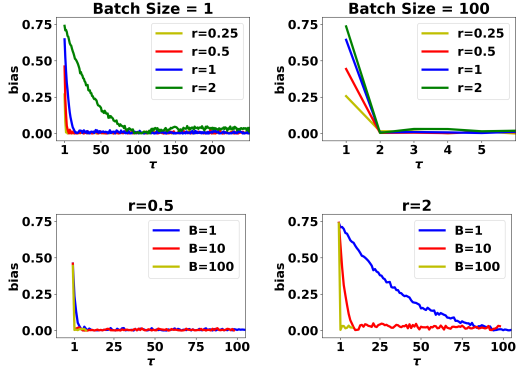 Batch Size = 1
bias
0.75
0.50
0.25
0.00
r=0.25
r=0.5
r=1
r=2
1 50 100 150 200
τ
Batch Size = 100
bias
0.75
0.50
0.25
0.00
r=0.25
r=0.5
r=1
r=2
1 2 3 4 5
τ
r=0.5
bias
0.75
0.50
0.25
0.00
B=1
B=10
B=100
1 25 50 75 100
τ
r=2
bias
0.75
0.50
0.25
0.00
B=1
B=10
B=100
1 25 50 75 100
τ